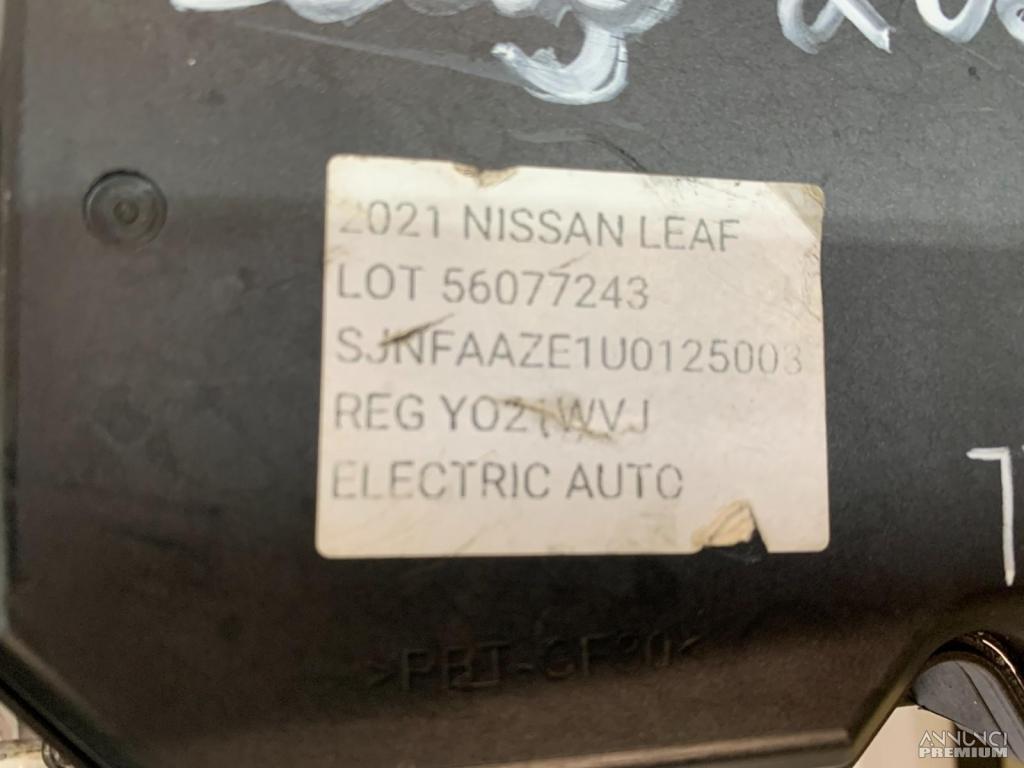 2021 NISSAN LEAF
LOT 56077243
SJNFAAZE1U0125003
REG YO21WVJ
ELECTRIC AUTO
>PBT-GF30<
ANNUNCI
PREMIUM